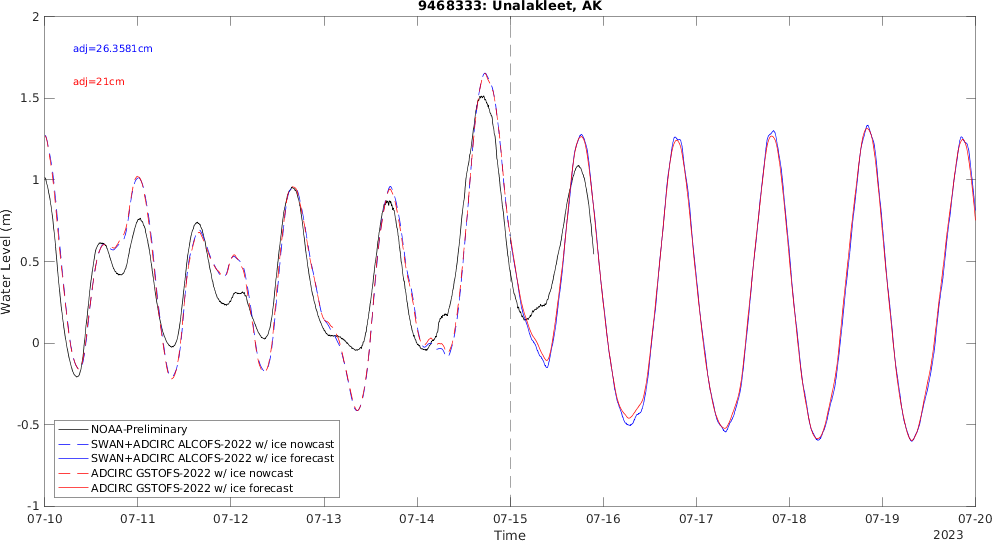 9468333: Unalakleet, AK
adj=26.3581cm
adj=21cm
Water Level (m)
2
1.5
1
0.5
0
-0.5
-1
NOAA-Preliminary
SWAN+ADCIRC ALCOFS-2022 w/ ice nowcast
SWAN+ADCIRC ALCOFS-2022 w/ ice forecast
ADCIRC GSTOFS-2022 w/ ice nowcast
ADCIRC GSTOFS-2022 w/ ice forecast
07-10 07-11 07-12 07-13 07-14 07-15 07-16 07-17 07-18 07-19 07-20
Time
2023